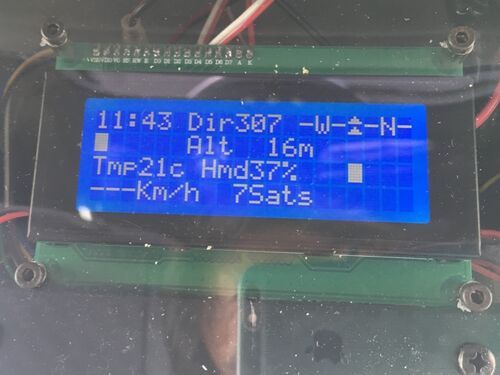 11:43 Dir307 -W-▲-N-
Alt 16m
Tmp21c Hmd37%
---Km/h 7Sats